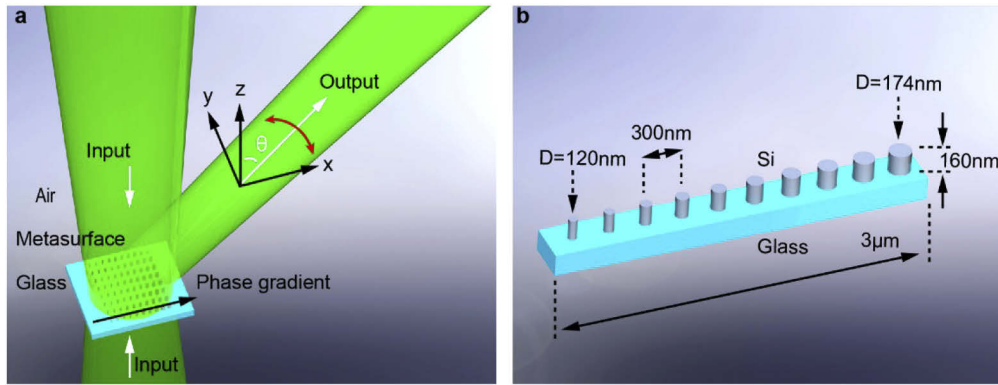 a
Output
z
y
θ
x
Input
Air
Metasurface
Glass
Phase gradient
Input
b
D=174nm
300nm
D=120nm
Si
160nm
Glass
3μm